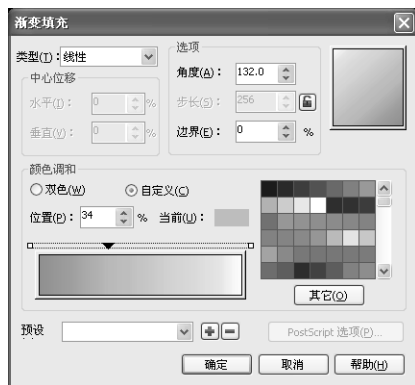 渐变填充
类型(T): 线性
选项
角度(A): 132.0
中心位移
水平(I): 0 %
步长(S): 256
垂直(V): 0 %
边界(E): 0 %
颜色调和
双色(W) 自定义(C)
位置(P): 34 % 当前(U):
其它(O)
预设
PostScript 选项(P)...
确定 取消 帮助(H)